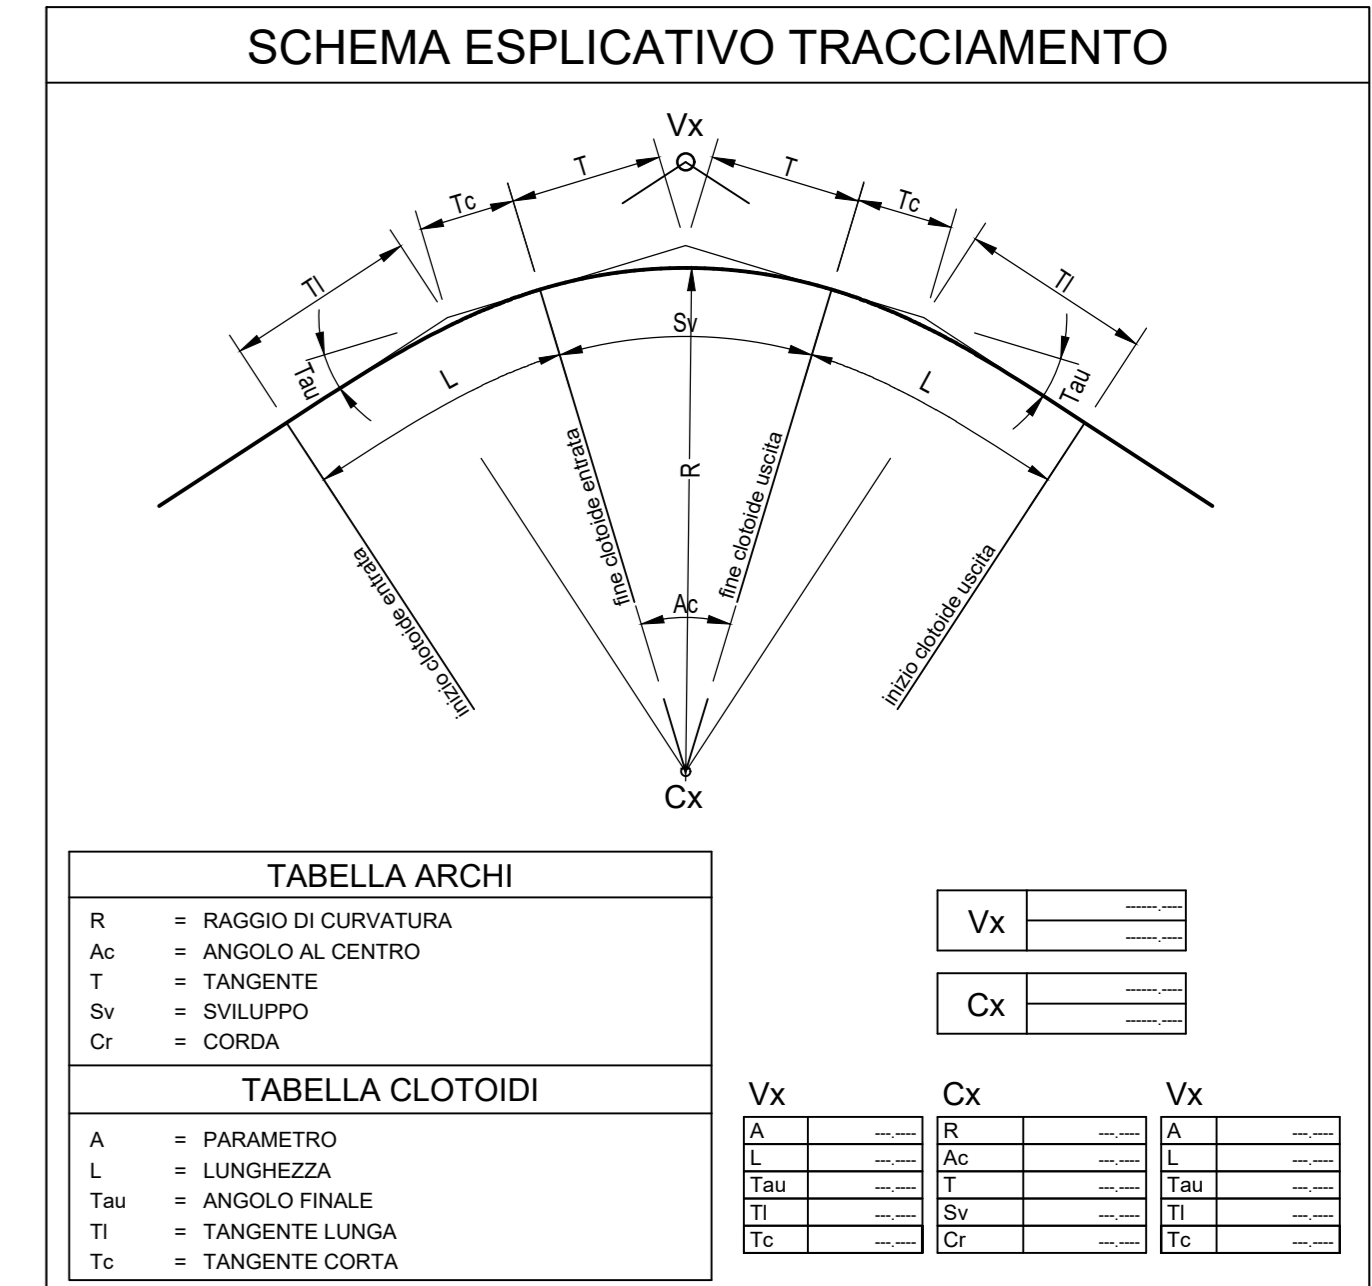 SCHEMA ESPLICATIVO TRACCIAMENTO
Vx
T
T
Tc
Tc
Tl
Tl
Sv
Tau
L
L
Tau
R
fine clotoide entrata
fine clotoide uscita
inizio clotoide entrata
inizio clotoide uscita
Ac
Cx
TABELLA ARCHI
R = RAGGIO DI CURVATURA
Ac = ANGOLO AL CENTRO
T = TANGENTE
Sv = SVILUPPO
Cr = CORDA
TABELLA CLOTOIDI
A = PARAMETRO
L = LUNGHEZZA
Tau = ANGOLO FINALE
Tl = TANGENTE LUNGA
Tc = TANGENTE CORTA
Vx ------.----
------.----
Cx ------.----
------.----
Vx Cx Vx
A ---.---- R ---.---- A ---.----
L ---.---- Ac ---.---- L ---.----
Tau ---.---- T ---.---- Tau ---.----
Tl ---.---- Sv ---.---- Tl ---.----
Tc ---.---- Cr ---.---- Tc ---.----